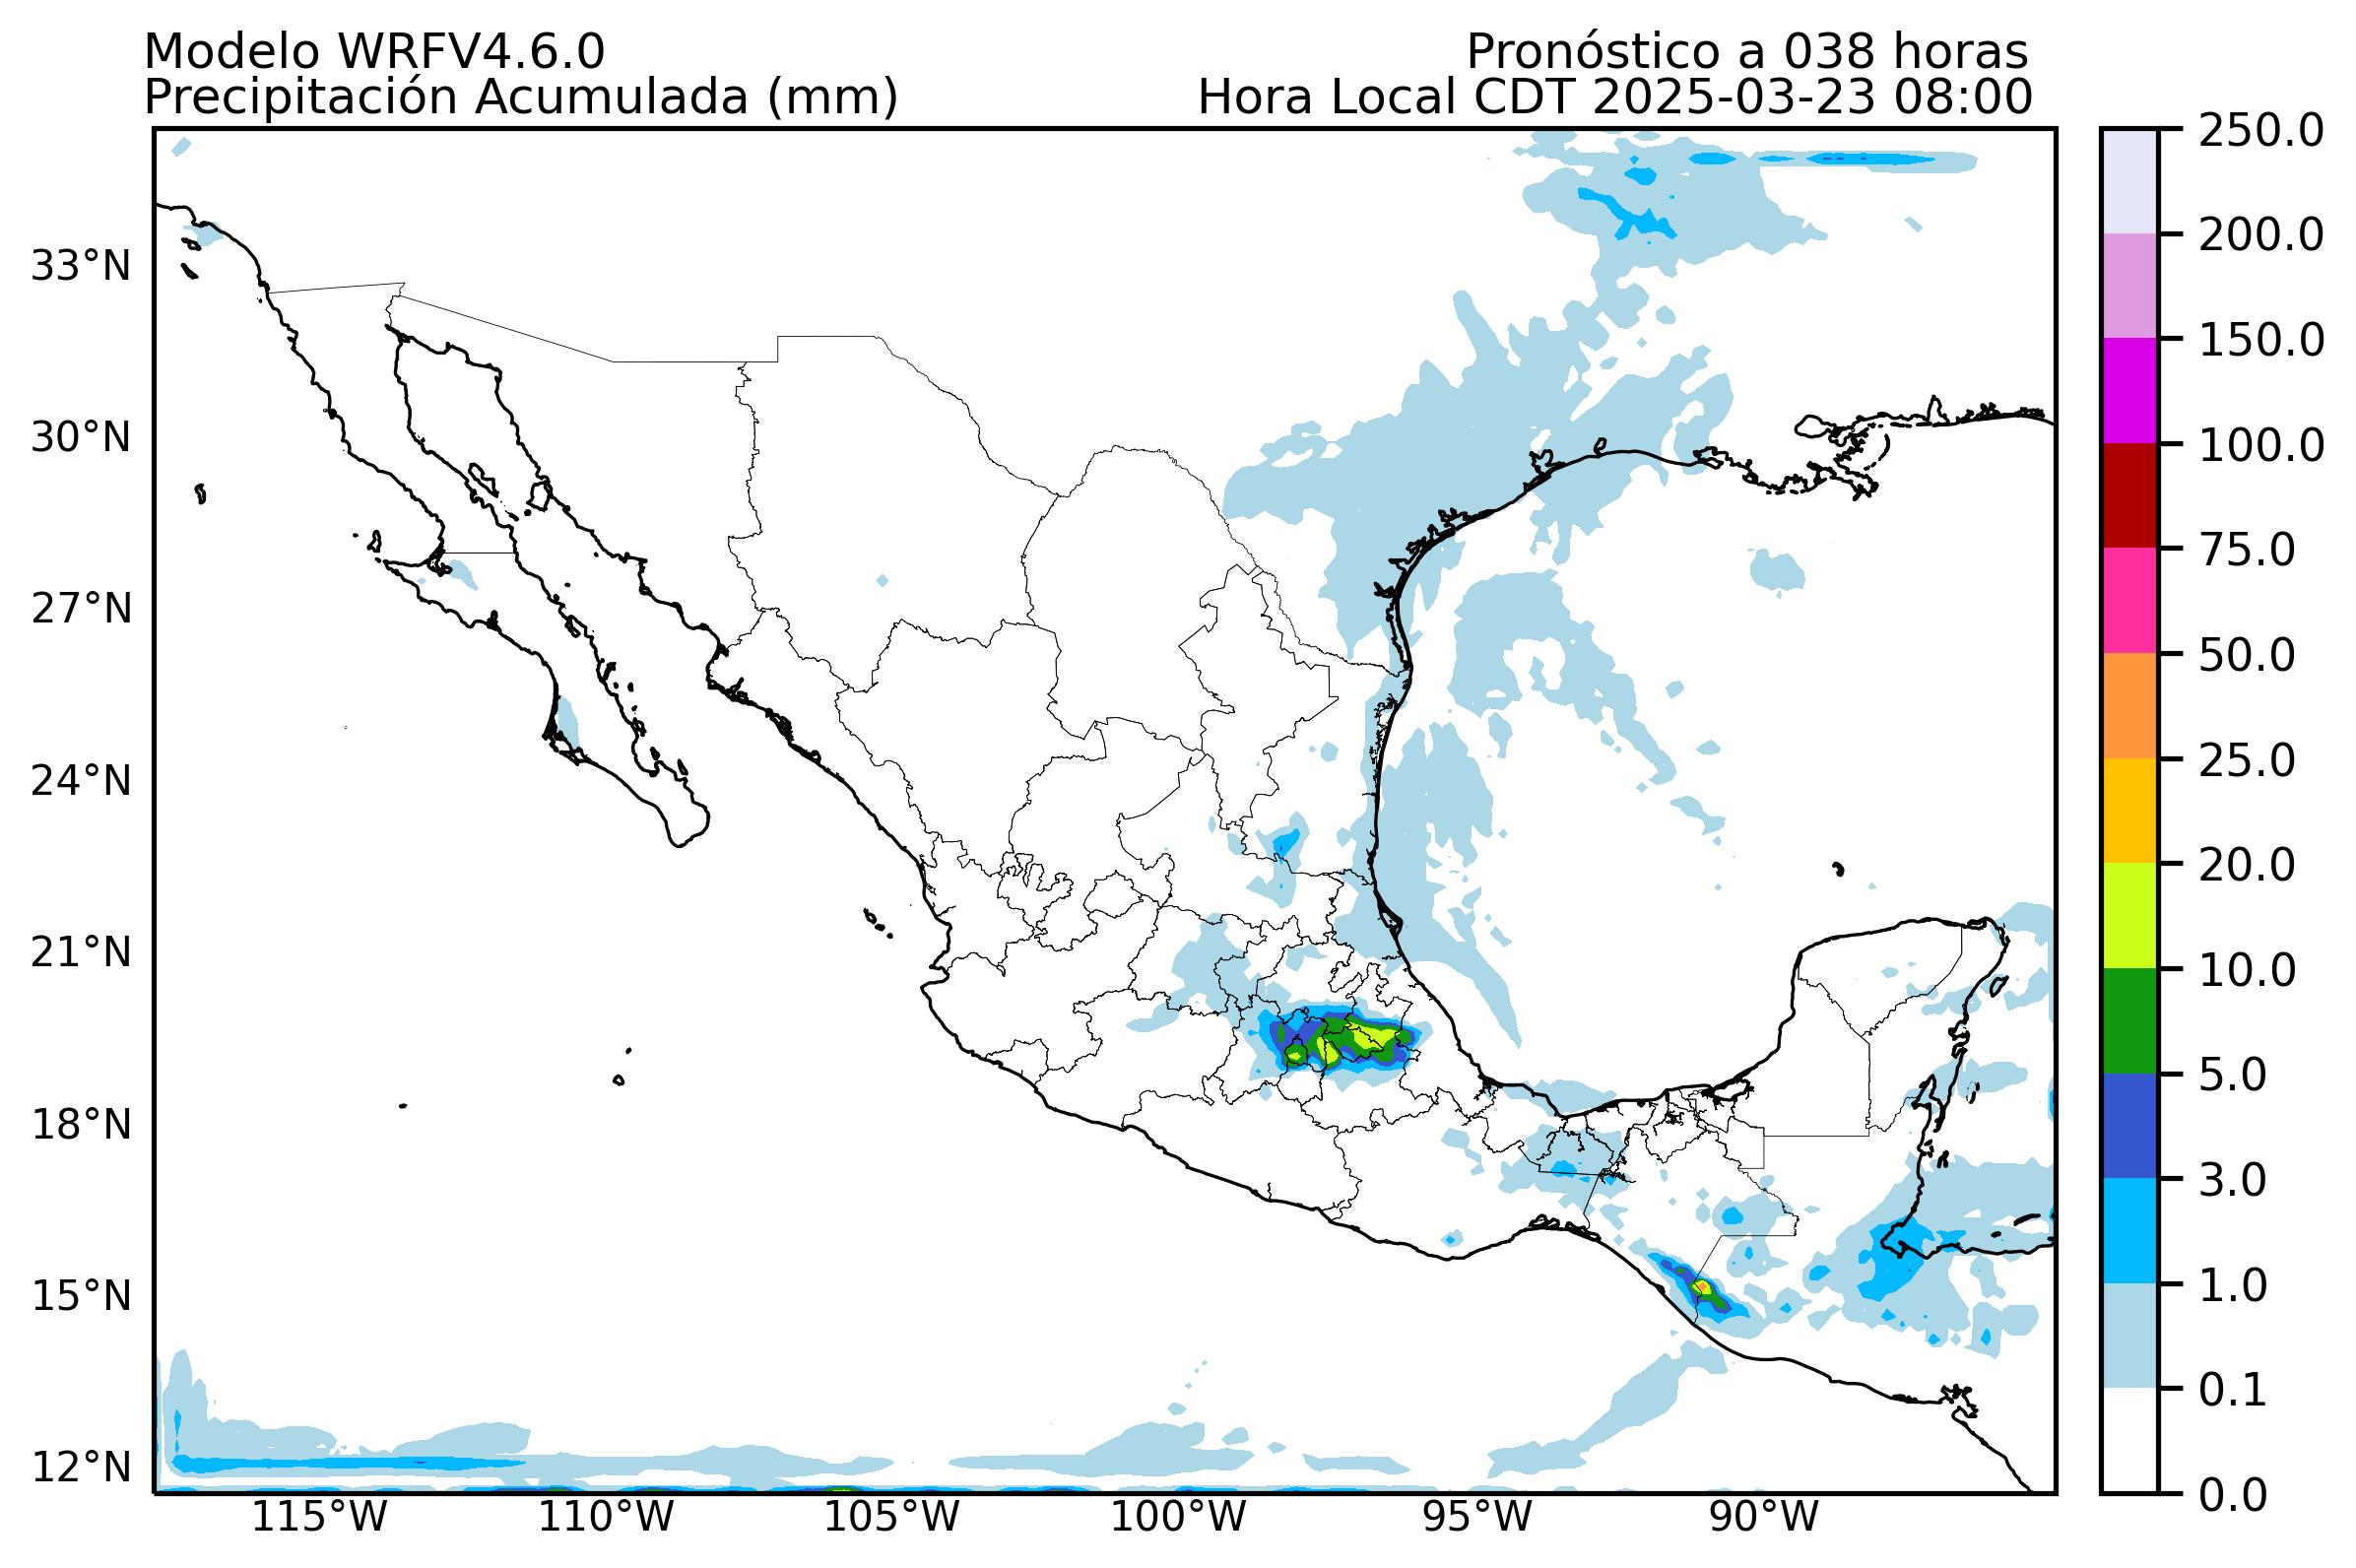 Modelo WRFV4.6.0
Pronóstico a 038 horas
Precipitación Acumulada (mm)
Hora Local CDT 2025-03-23 08:00
250.0
200.0
150.0
100.0
75.0
50.0
25.0
20.0
10.0
5.0
3.0
1.0
0.1
0.0
33°N
30°N
27°N
24°N
21°N
18°N
15°N
12°N
115°W
110°W
105°W
100°W
95°W
90°W